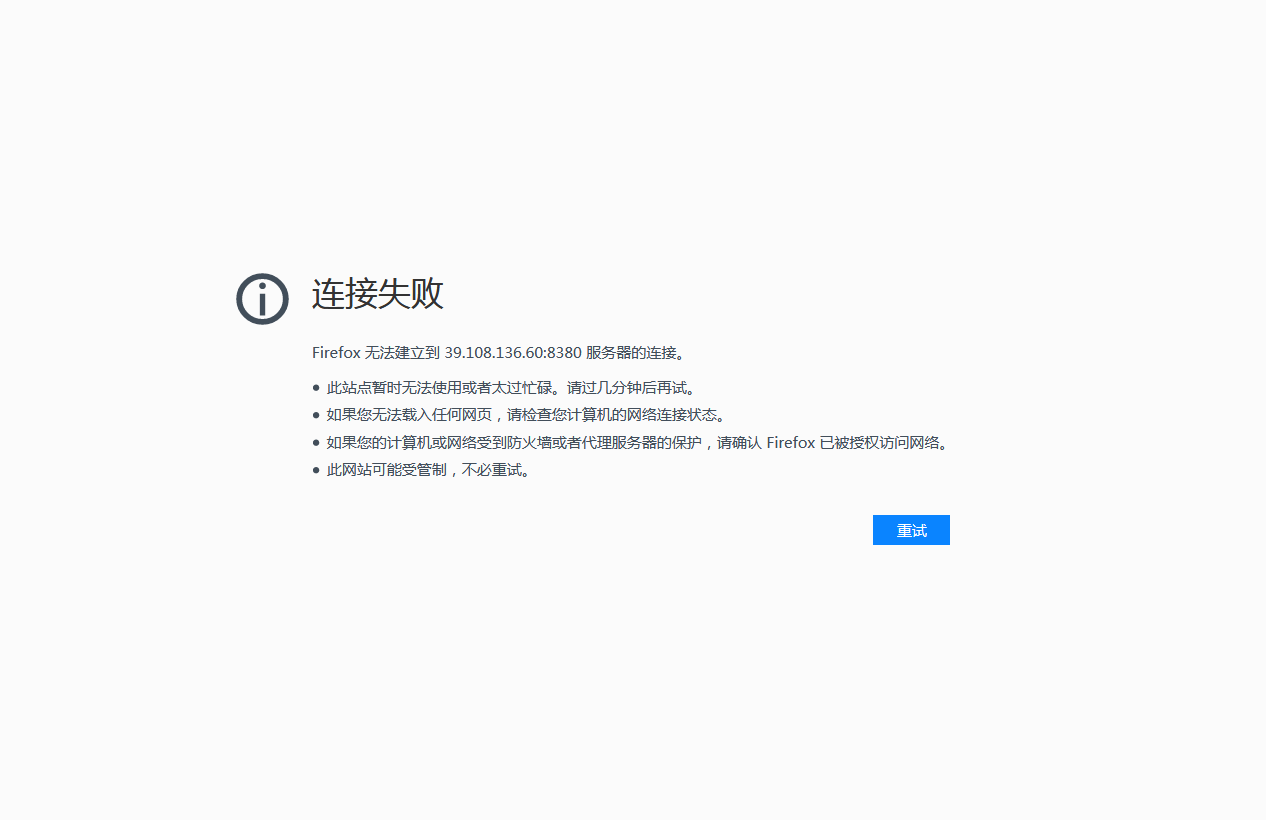 连接失败
Firefox 无法建立到 39.108.136.60:8380 服务器的连接。
此站点暂时无法使用或者太过忙碌。请过几分钟后再试。
如果您无法载入任何网页，请检查您计算机的网络连接状态。
如果您的计算机或网络受到防火墙或者代理服务器的保护，请确认 Firefox 已被授权访问网络。
此网站可能受管制，不必重试。
重试